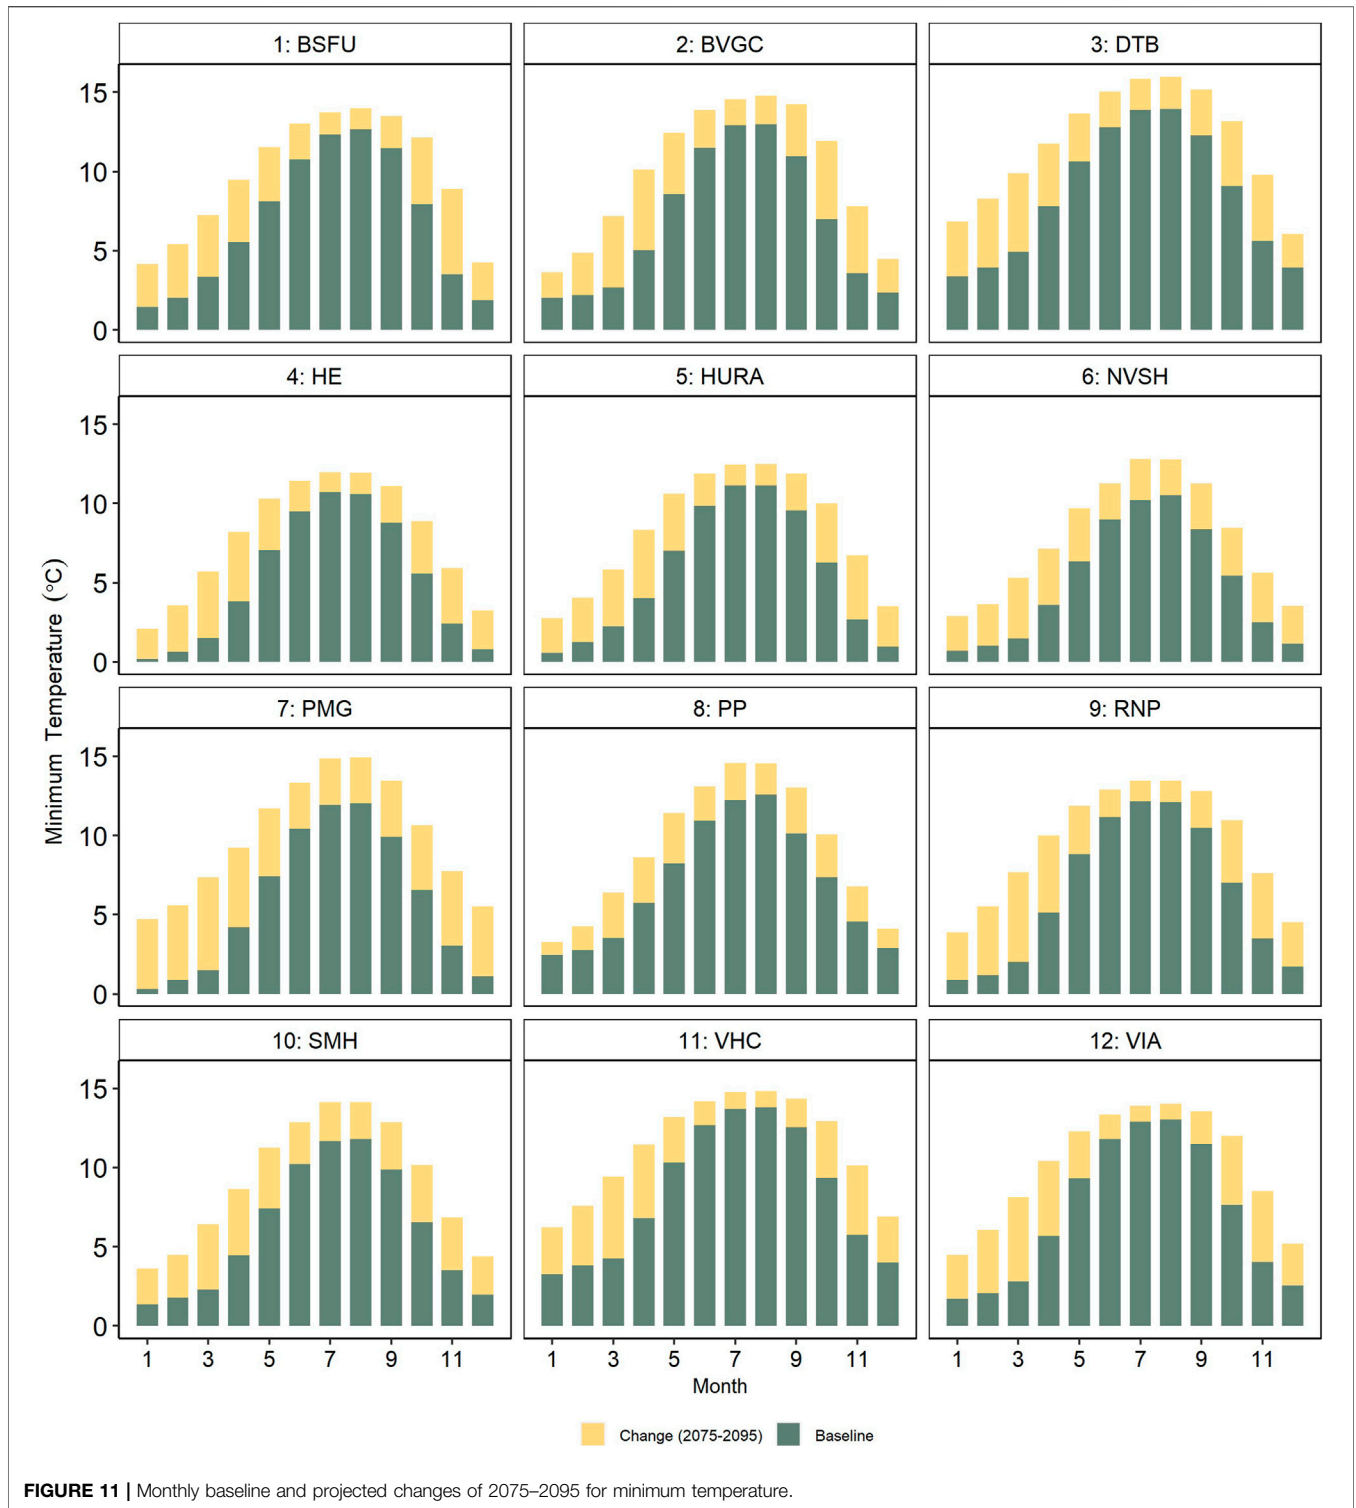 1: BSFU
2: BVGC
3: DTB
15
10
5
0
4: HE
5: HURA
6: NVSH
15
10
5
0
Minimum Temperature (°C)
7: PMG
8: PP
9: RNP
15
10
5
0
10: SMH
11: VHC
12: VIA
15
10
5
0
1 3 5 7 9 11 1 3 5 7 9 11 1 3 5 7 9 11
Month
Change (2075-2095) Baseline
FIGURE 11 | Monthly baseline and projected changes of 2075–2095 for minimum temperature.